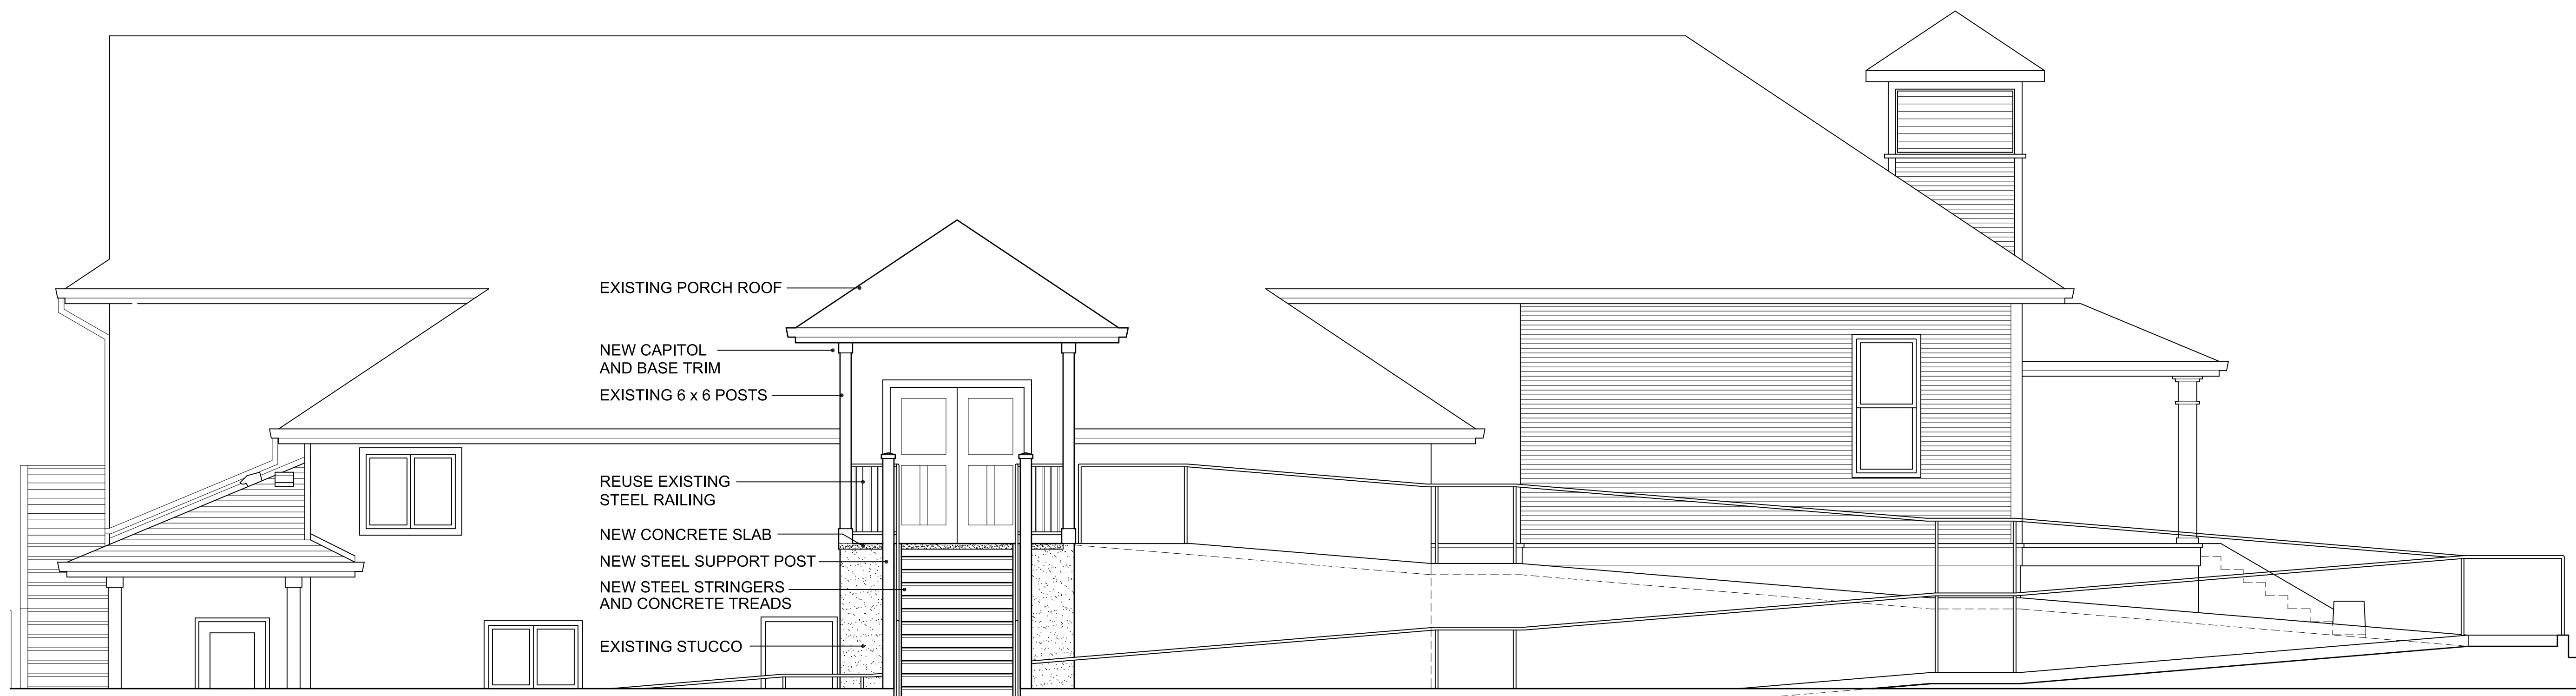 EXISTING PORCH ROOF
NEW CAPITOL
AND BASE TRIM
EXISTING 6 x 6 POSTS
REUSE EXISTING
STEEL RAILING
NEW CONCRETE SLAB
NEW STEEL SUPPORT POST
NEW STEEL STRINGERS
AND CONCRETE TREADS
EXISTING STUCCO